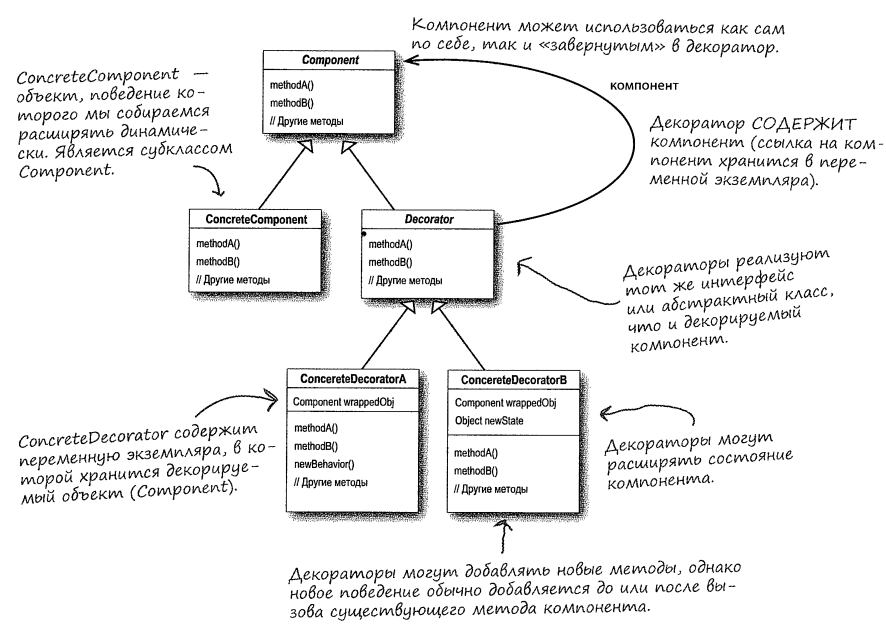 Компонент может использоваться как сам
по себе, так и «завернутым» в декоратор.
Component
methodA()
methodB()
// Другие методы
ConcreteComponent —
объект, поведение ко-
торого мы собираемся
расширять динамиче-
ски. Является субклассом
Component.
компонент
Декоратор СОДЕРЖИТ
компонент (ссылка на ком-
понент хранится в пере-
менной экземпляра).
ConcreteComponent
methodA()
methodB()
// Другие методы
Decorator
methodA()
methodB()
// Другие методы
Декораторы реализуют
тот же интерфейс
или абстрактный класс,
что и декорируемый
компонент.
ConcereteDecoratorA
Component wrappedObj
methodA()
methodB()
newBehavior()
// Другие методы
ConcereteDecoratorB
Component wrappedObj
Object newState
methodA()
methodB()
// Другие методы
ConcreteDecorator содержит
переменную экземпляра, в ко-
торой хранится декорируе-
мый объект (Component).
Декораторы могут
расширять состояние
компонента.
Декораторы могут добавлять новые методы, однако
новое поведение обычно добавляется до или после вы-
зова существующего метода компонента.